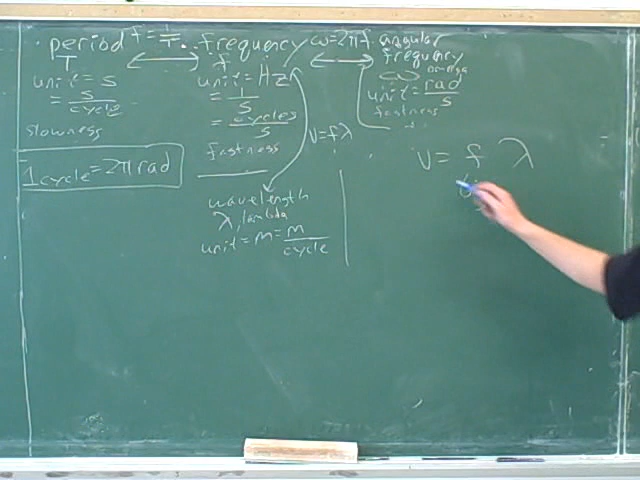 period f = 1/T frequency ω=2πf angular frequency
T f ω omega
unit = s unit = Hz unit = rad/s
= s/cycle = 1/s fastness
slowness = cycles/s
fastness
v=fλ
1 cycle = 2π rad
wavelength
λ, lambda
unit = m = m/cycle
v = f λ